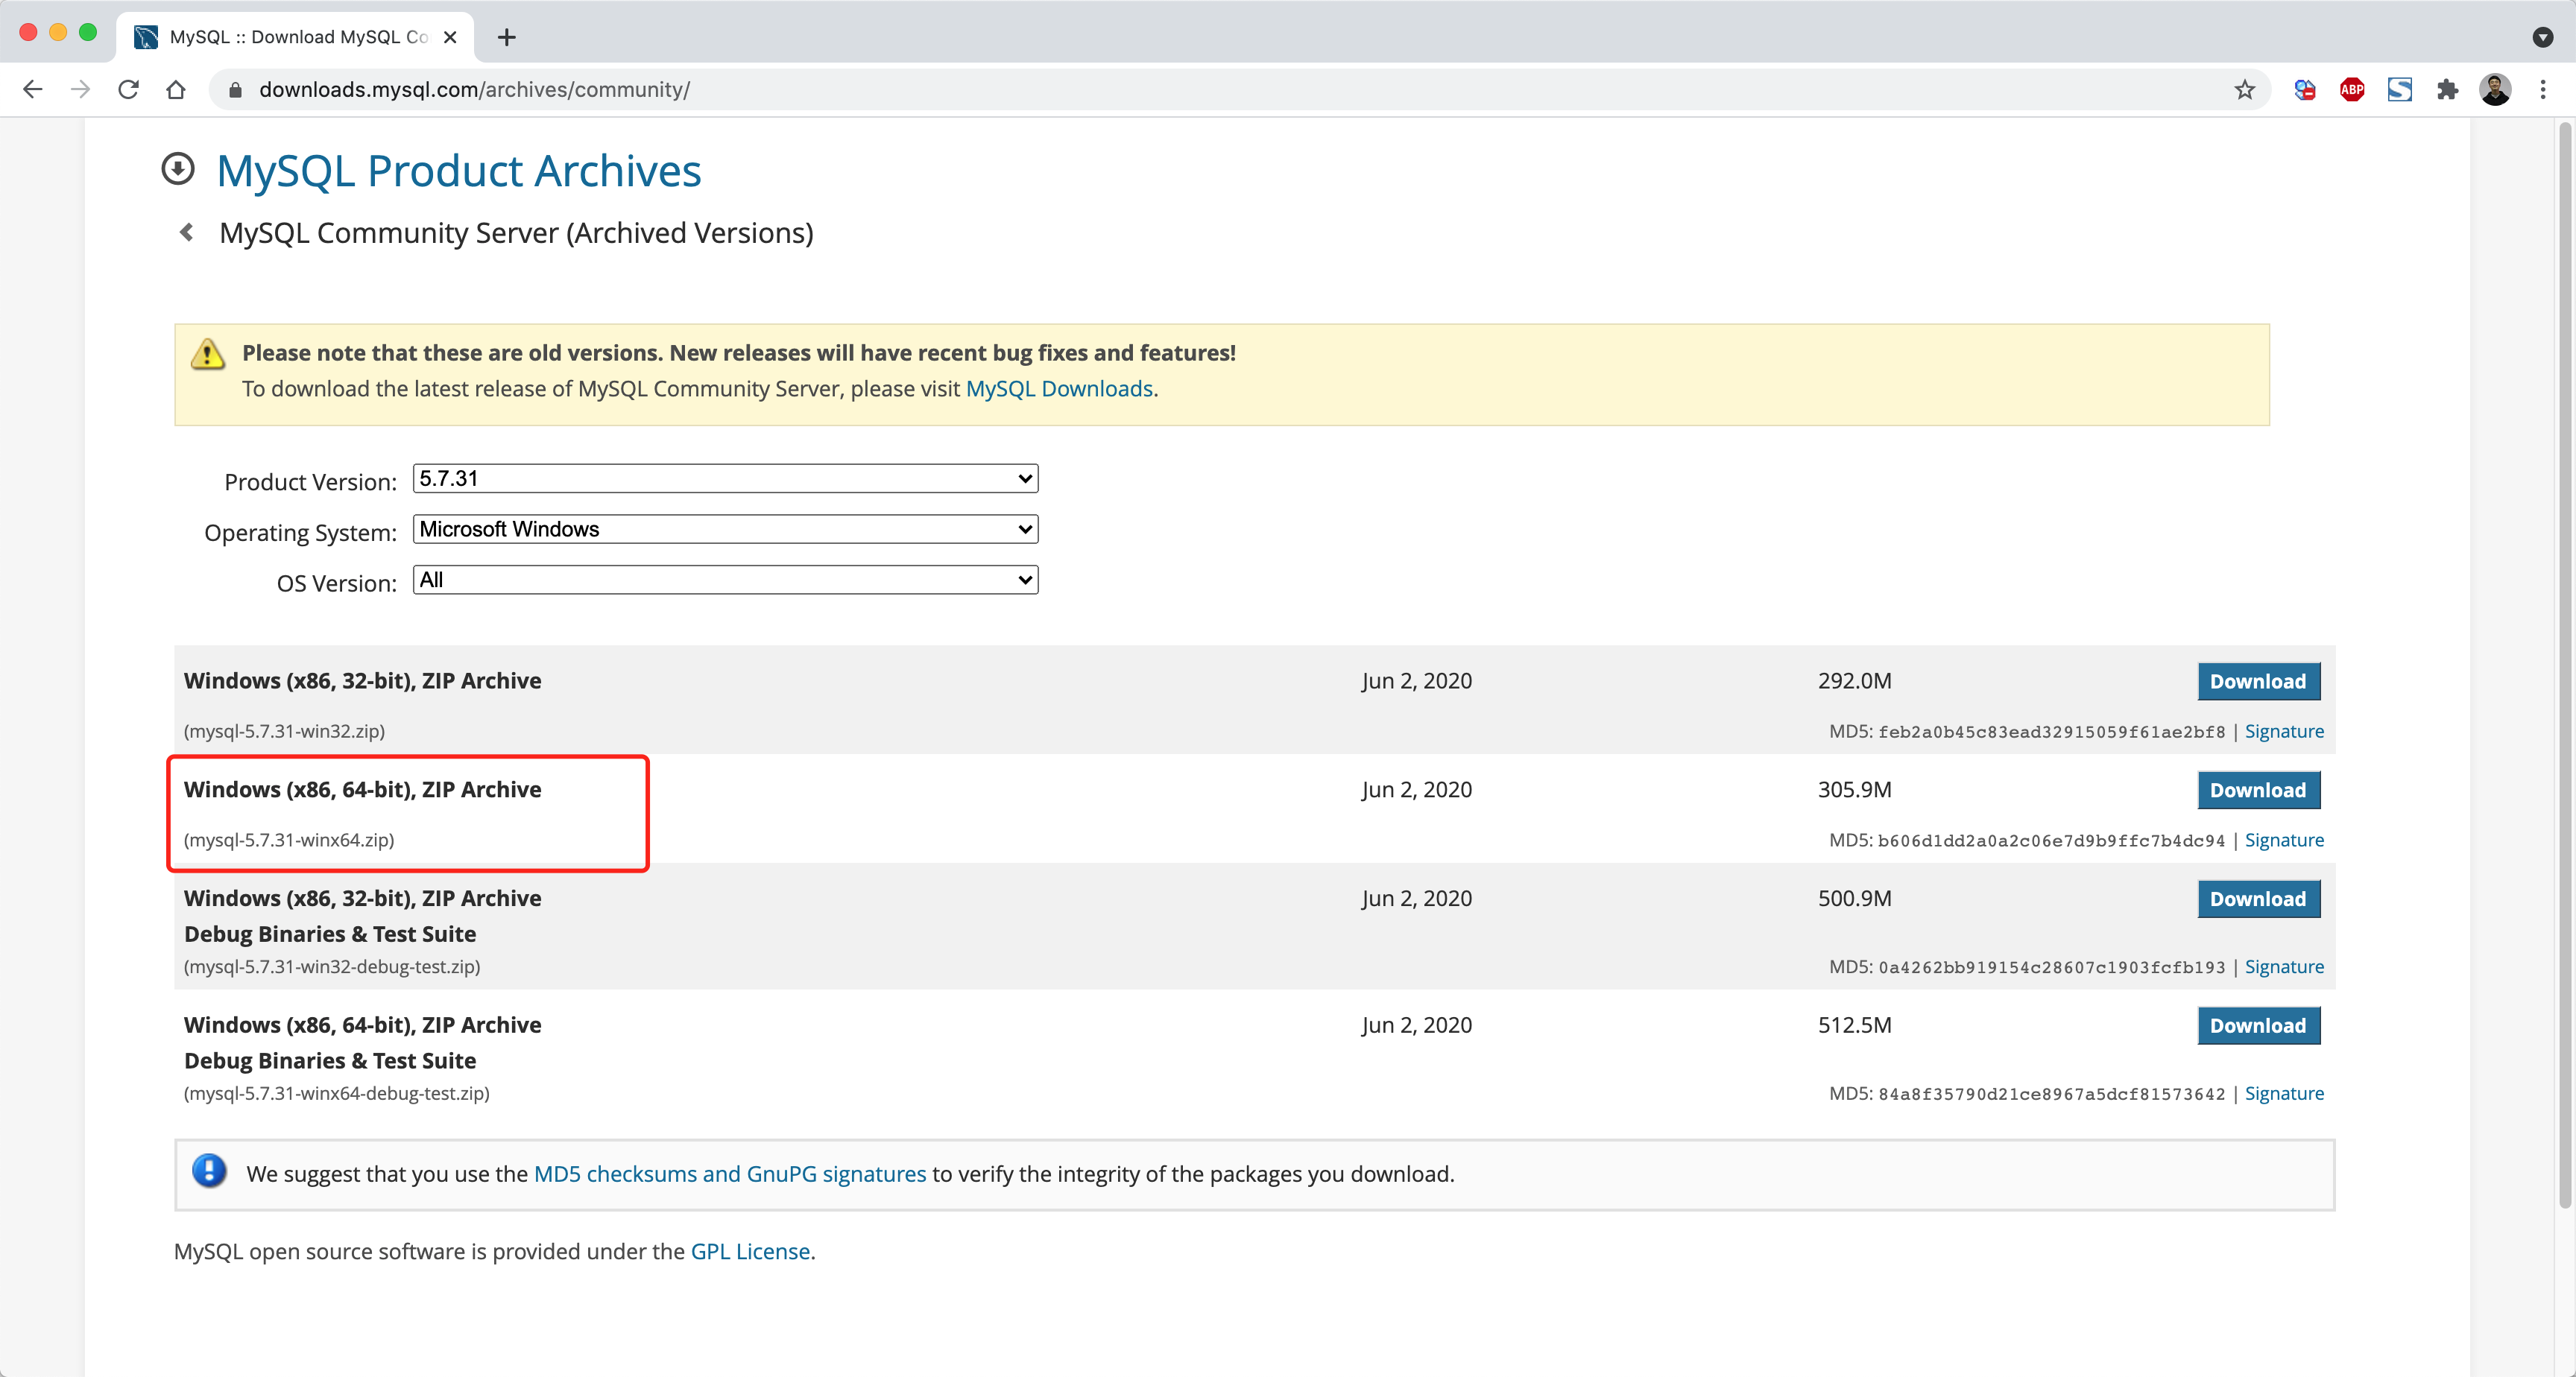 MySQL :: Download MySQL Co
downloads.mysql.com/archives/community/
ABP
MySQL Product Archives
MySQL Community Server (Archived Versions)
Please note that these are old versions. New releases will have recent bug fixes and features!
To download the latest release of MySQL Community Server, please visit MySQL Downloads.
Product Version: 5.7.31
Operating System: Microsoft Windows
OS Version: All
Windows (x86, 32-bit), ZIP Archive Jun 2, 2020 292.0M Download
(mysql-5.7.31-win32.zip) MD5: feb2a0b45c83ead32915059f61ae2bf8 | Signature
Windows (x86, 64-bit), ZIP Archive Jun 2, 2020 305.9M Download
(mysql-5.7.31-winx64.zip) MD5: b606d1dd2a0a2c06e7d9b9ffc7b4dc94 | Signature
Windows (x86, 32-bit), ZIP Archive Jun 2, 2020 500.9M Download
Debug Binaries & Test Suite
(mysql-5.7.31-win32-debug-test.zip) MD5: 0a4262bb919154c28607c1903fcfb193 | Signature
Windows (x86, 64-bit), ZIP Archive Jun 2, 2020 512.5M Download
Debug Binaries & Test Suite
(mysql-5.7.31-winx64-debug-test.zip) MD5: 84a8f35790d21ce8967a5dcf81573642 | Signature
We suggest that you use the MD5 checksums and GnuPG signatures to verify the integrity of the packages you download.
MySQL open source software is provided under the GPL License.